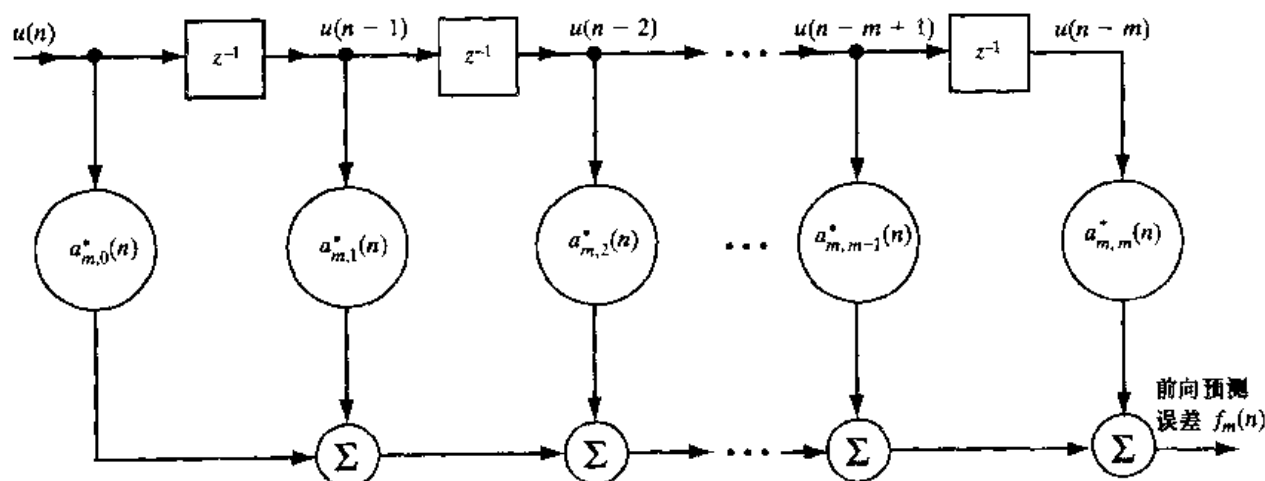 u(n)
u(n − 1)
u(n − 2)
u(n − m + 1)
u(n − m)
z⁻¹
z⁻¹
• • •
z⁻¹
a*m,0(n)
a*m,1(n)
a*m,2(n)
• • •
a*m,m−1(n)
a*m,m(n)
前向预测
误差 fm(n)
Σ
Σ
• • •
Σ
Σ